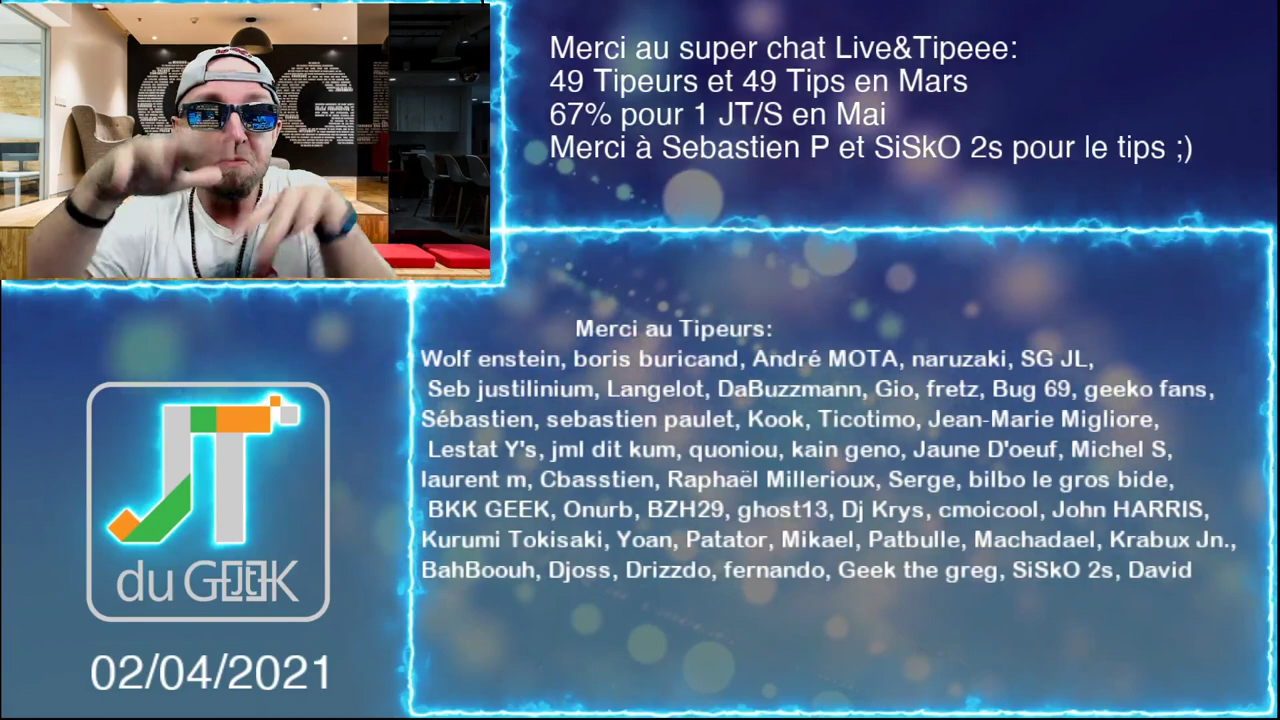 Merci au super chat Live&Tipeee:
49 Tipeurs et 49 Tips en Mars
67% pour 1 JT/S en Mai
Merci à Sebastien P et SiSkO 2s pour le tips ;)
Merci au Tipeurs:
Wolf enstein, boris buricand, André MOTA, naruzaki, SG JL,
Seb justilinium, Langelot, DaBuzzmann, Gio, fretz, Bug 69, geeko fans,
Sébastien, sebastien paulet, Kook, Ticotimo, Jean-Marie Migliore,
Lestat Y's, jml dit kum, quoniou, kain geno, Jaune D'oeuf, Michel S,
laurent m, Cbasstien, Raphaël Millerioux, Serge, bilbo le gros bide,
BKK GEEK, Onurb, BZH29, ghost13, Dj Krys, cmoicool, John HARRIS,
Kurumi Tokisaki, Yoan, Patator, Mikael, Patbulle, Machadael, Krabux Jn.,
BahBoouh, Djoss, Drizzdo, fernando, Geek the greg, SiSkO 2s, David
JT
du GEEK
02/04/2021